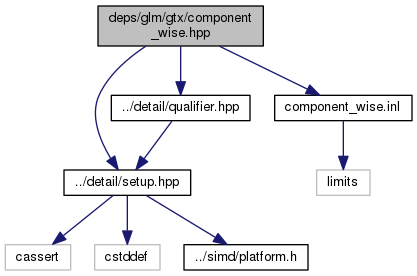 deps/glm/gtx/component
_wise.hpp
../detail/qualifier.hpp
component_wise.inl
../detail/setup.hpp
limits
cassert
cstddef
../simd/platform.h